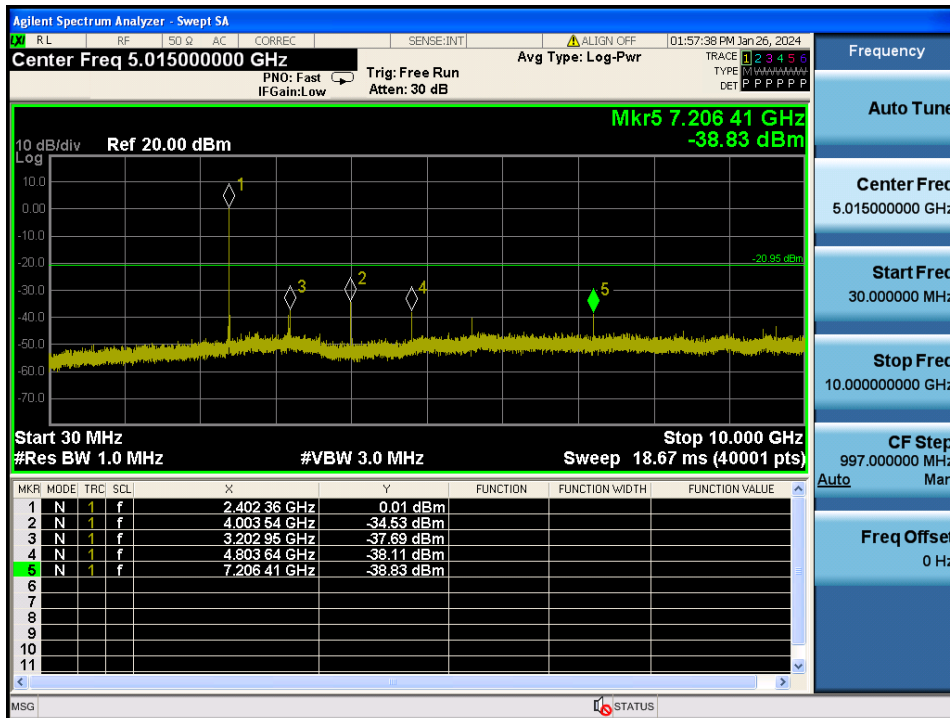 Agilent Spectrum Analyzer - Swept SA
LXI RL RF 50 Ω AC CORREC SENSE:INT ALIGN OFF 01:57:38 PM Jan 26, 2024
Center Freq 5.015000000 GHz
PNO: Fast
IFGain:Low
Trig: Free Run
Atten: 30 dB
Avg Type: Log-Pwr
TRACE 1 2 3 4 5 6
TYPE M
DET P P P P P P
Mkr5 7.206 41 GHz
-38.83 dBm
10 dB/div Ref 20.00 dBm
Log
10.0
0.00
-10.0
-20.0
-30.0
-40.0
-50.0
-60.0
-70.0
-20.95 dBm
1
3
2
4
5
Start 30 MHz Stop 10.000 GHz
#Res BW 1.0 MHz #VBW 3.0 MHz Sweep 18.67 ms (40001 pts)
MKR MODE TRC SCL X Y FUNCTION FUNCTION WIDTH FUNCTION VALUE
1 N 1 f 2.402 36 GHz 0.01 dBm
2 N 1 f 4.003 54 GHz -34.53 dBm
3 N 1 f 3.202 95 GHz -37.69 dBm
4 N 1 f 4.803 64 GHz -38.11 dBm
5 N 1 f 7.206 41 GHz -38.83 dBm
6
7
8
9
10
11
MSG STATUS
Frequency
Auto Tune
Center Freq
5.015000000 GHz
Start Freq
30.000000 MHz
Stop Freq
10.000000000 GHz
CF Step
997.000000 MHz
Auto Man
Freq Offset
0 Hz